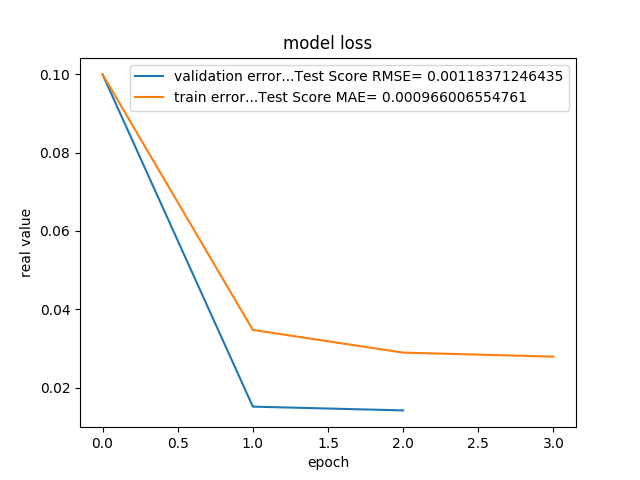 model loss
validation error...Test Score RMSE= 0.00118371246435
train error...Test Score MAE= 0.000966006554761
0.10
0.08
0.06
0.04
0.02
real value
0.0 0.5 1.0 1.5 2.0 2.5 3.0
epoch